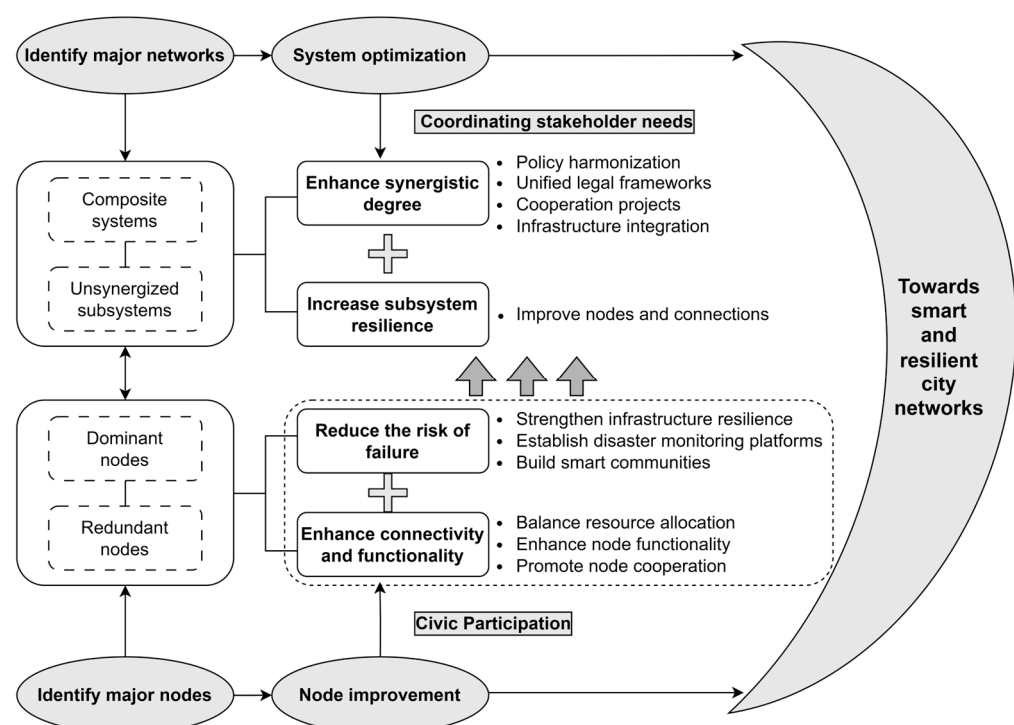 Identify major networks
System optimization
Coordinating stakeholder needs
Composite
systems
Unsynergized
subsystems
Enhance synergistic
degree
• Policy harmonization
• Unified legal frameworks
• Cooperation projects
• Infrastructure integration
Increase subsystem
resilience
• Improve nodes and connections
Dominant
nodes
Redundant
nodes
Reduce the risk of
failure
• Strengthen infrastructure resilience
• Establish disaster monitoring platforms
• Build smart communities
Enhance connectivity
and functionality
• Balance resource allocation
• Enhance node functionality
• Promote node cooperation
Civic Participation
Identify major nodes
Node improvement
Towards
smart
and
resilient
city
networks